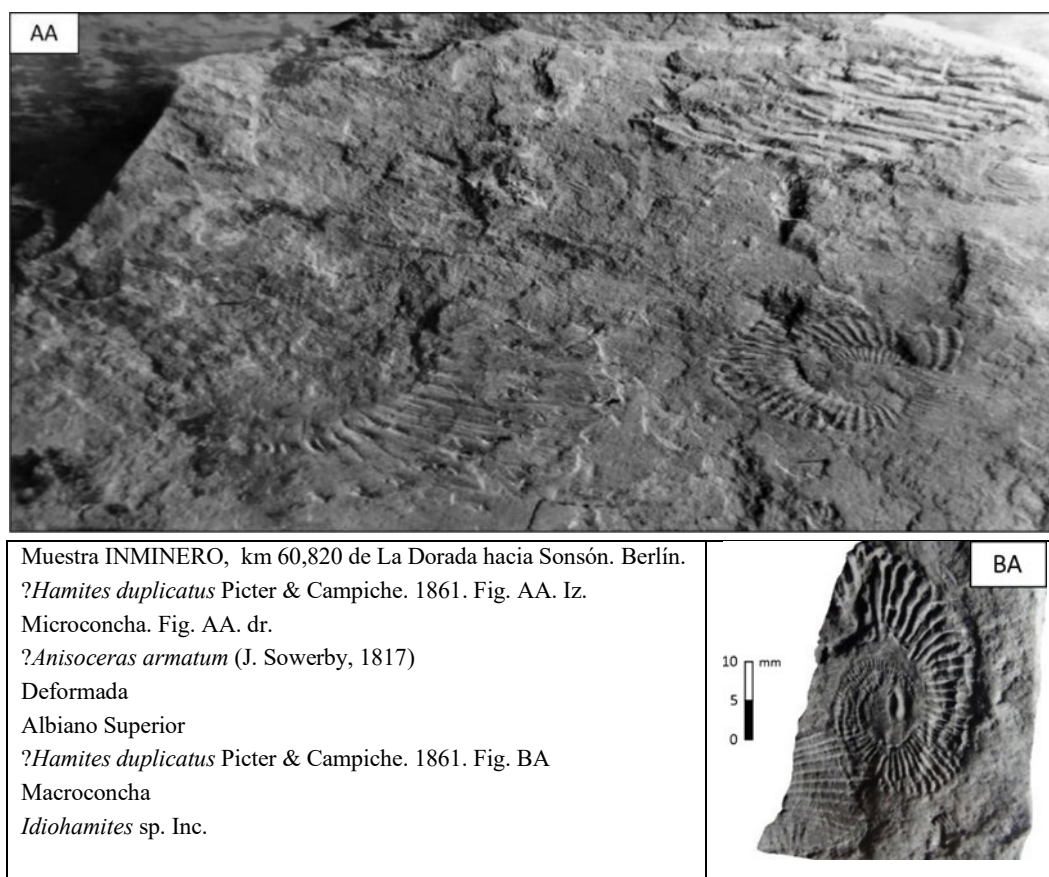 AA
Muestra INMINERO, km 60,820 de La Dorada hacia Sonsón. Berlín.
?Hamites duplicatus Picter & Campiche. 1861. Fig. AA. Iz.
Microconcha. Fig. AA. dr.
?Anisoceras armatum (J. Sowerby, 1817)
Deformada
Albiano Superior
?Hamites duplicatus Picter & Campiche. 1861. Fig. BA
Macroconcha
Idiohamites sp. Inc.
BA
10 mm
5
0